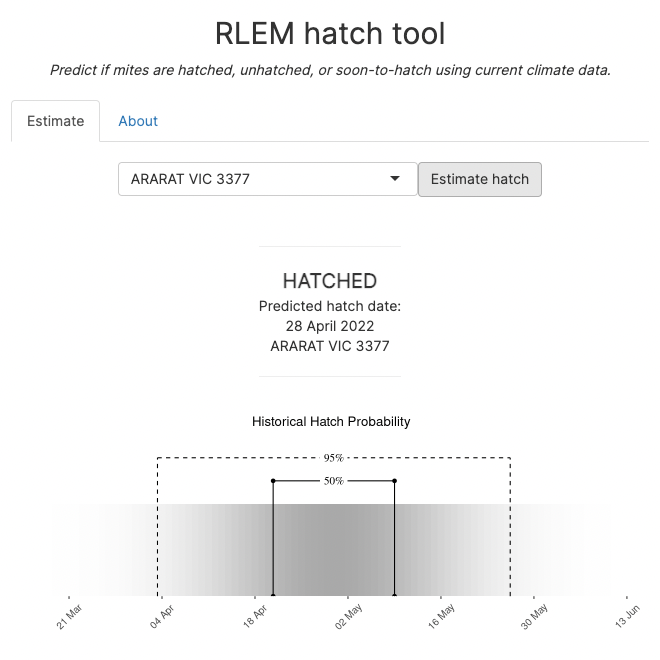 RLEM hatch tool
Predict if mites are hatched, unhatched, or soon-to-hatch using current climate data.
Estimate About
ARARAT VIC 3377 Estimate hatch
HATCHED
Predicted hatch date:
28 April 2022
ARARAT VIC 3377
Historical Hatch Probability
95%
50%
21 Mar 04 Apr 18 Apr 02 May 16 May 30 May 13 Jun